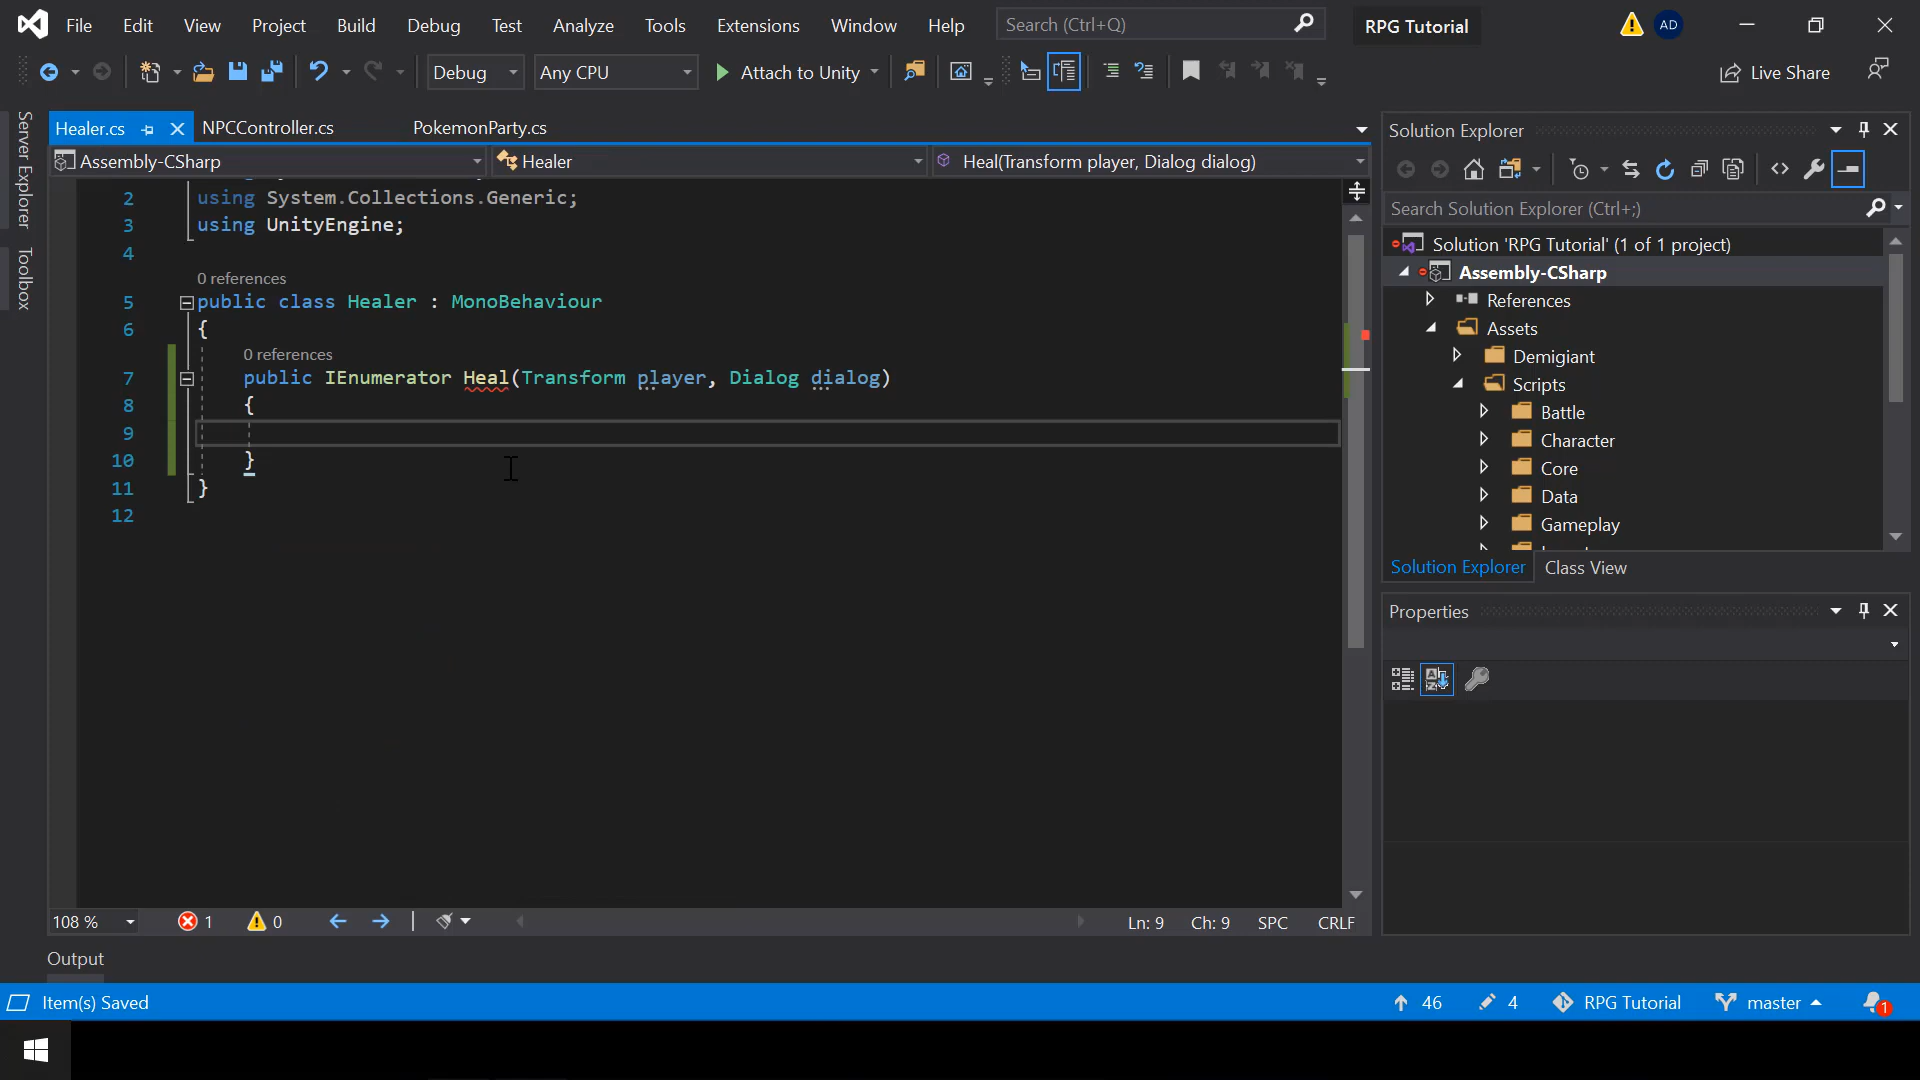 File Edit View Project Build Debug Test Analyze Tools Extensions Window Help Search (Ctrl+Q) RPG Tutorial AD
Debug Any CPU Attach to Unity Live Share
Server Explorer
Toolbox
Healer.cs NPCController.cs PokemonParty.cs
Assembly-CSharp Healer Heal(Transform player, Dialog dialog)
2 using System.Collections.Generic;
3 using UnityEngine;
4
0 references
5 public class Healer : MonoBehaviour
6 {
0 references
7 public IEnumerator Heal(Transform player, Dialog dialog)
8 {
9
10 }
11 }
12
108 % 1 0 Ln: 9 Ch: 9 SPC CRLF
Solution Explorer
Search Solution Explorer (Ctrl+;)
Solution 'RPG Tutorial' (1 of 1 project)
Assembly-CSharp
References
Assets
Demigiant
Scripts
Battle
Character
Core
Data
Gameplay
Solution Explorer Class View
Properties
Output
Item(s) Saved 46 4 RPG Tutorial master 1